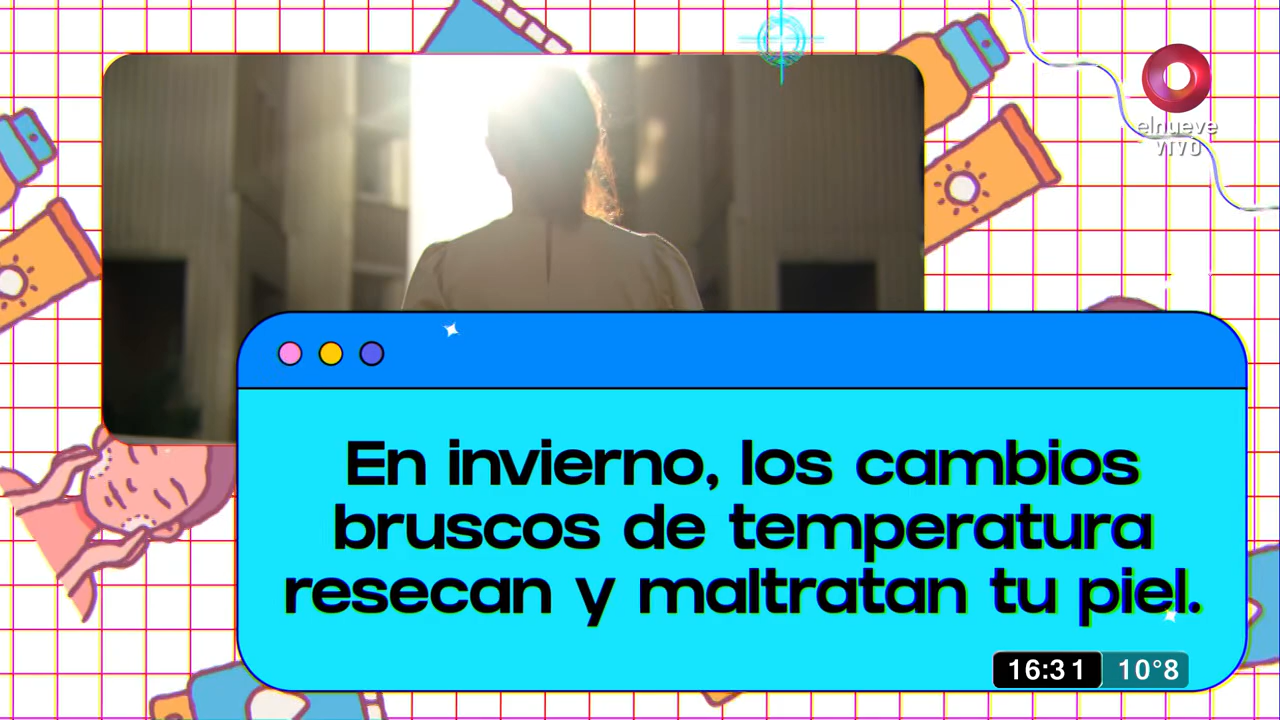 elnueve
VIVO
En invierno, los cambios
bruscos de temperatura
resecan y maltratan tu piel.
16:31 10°8